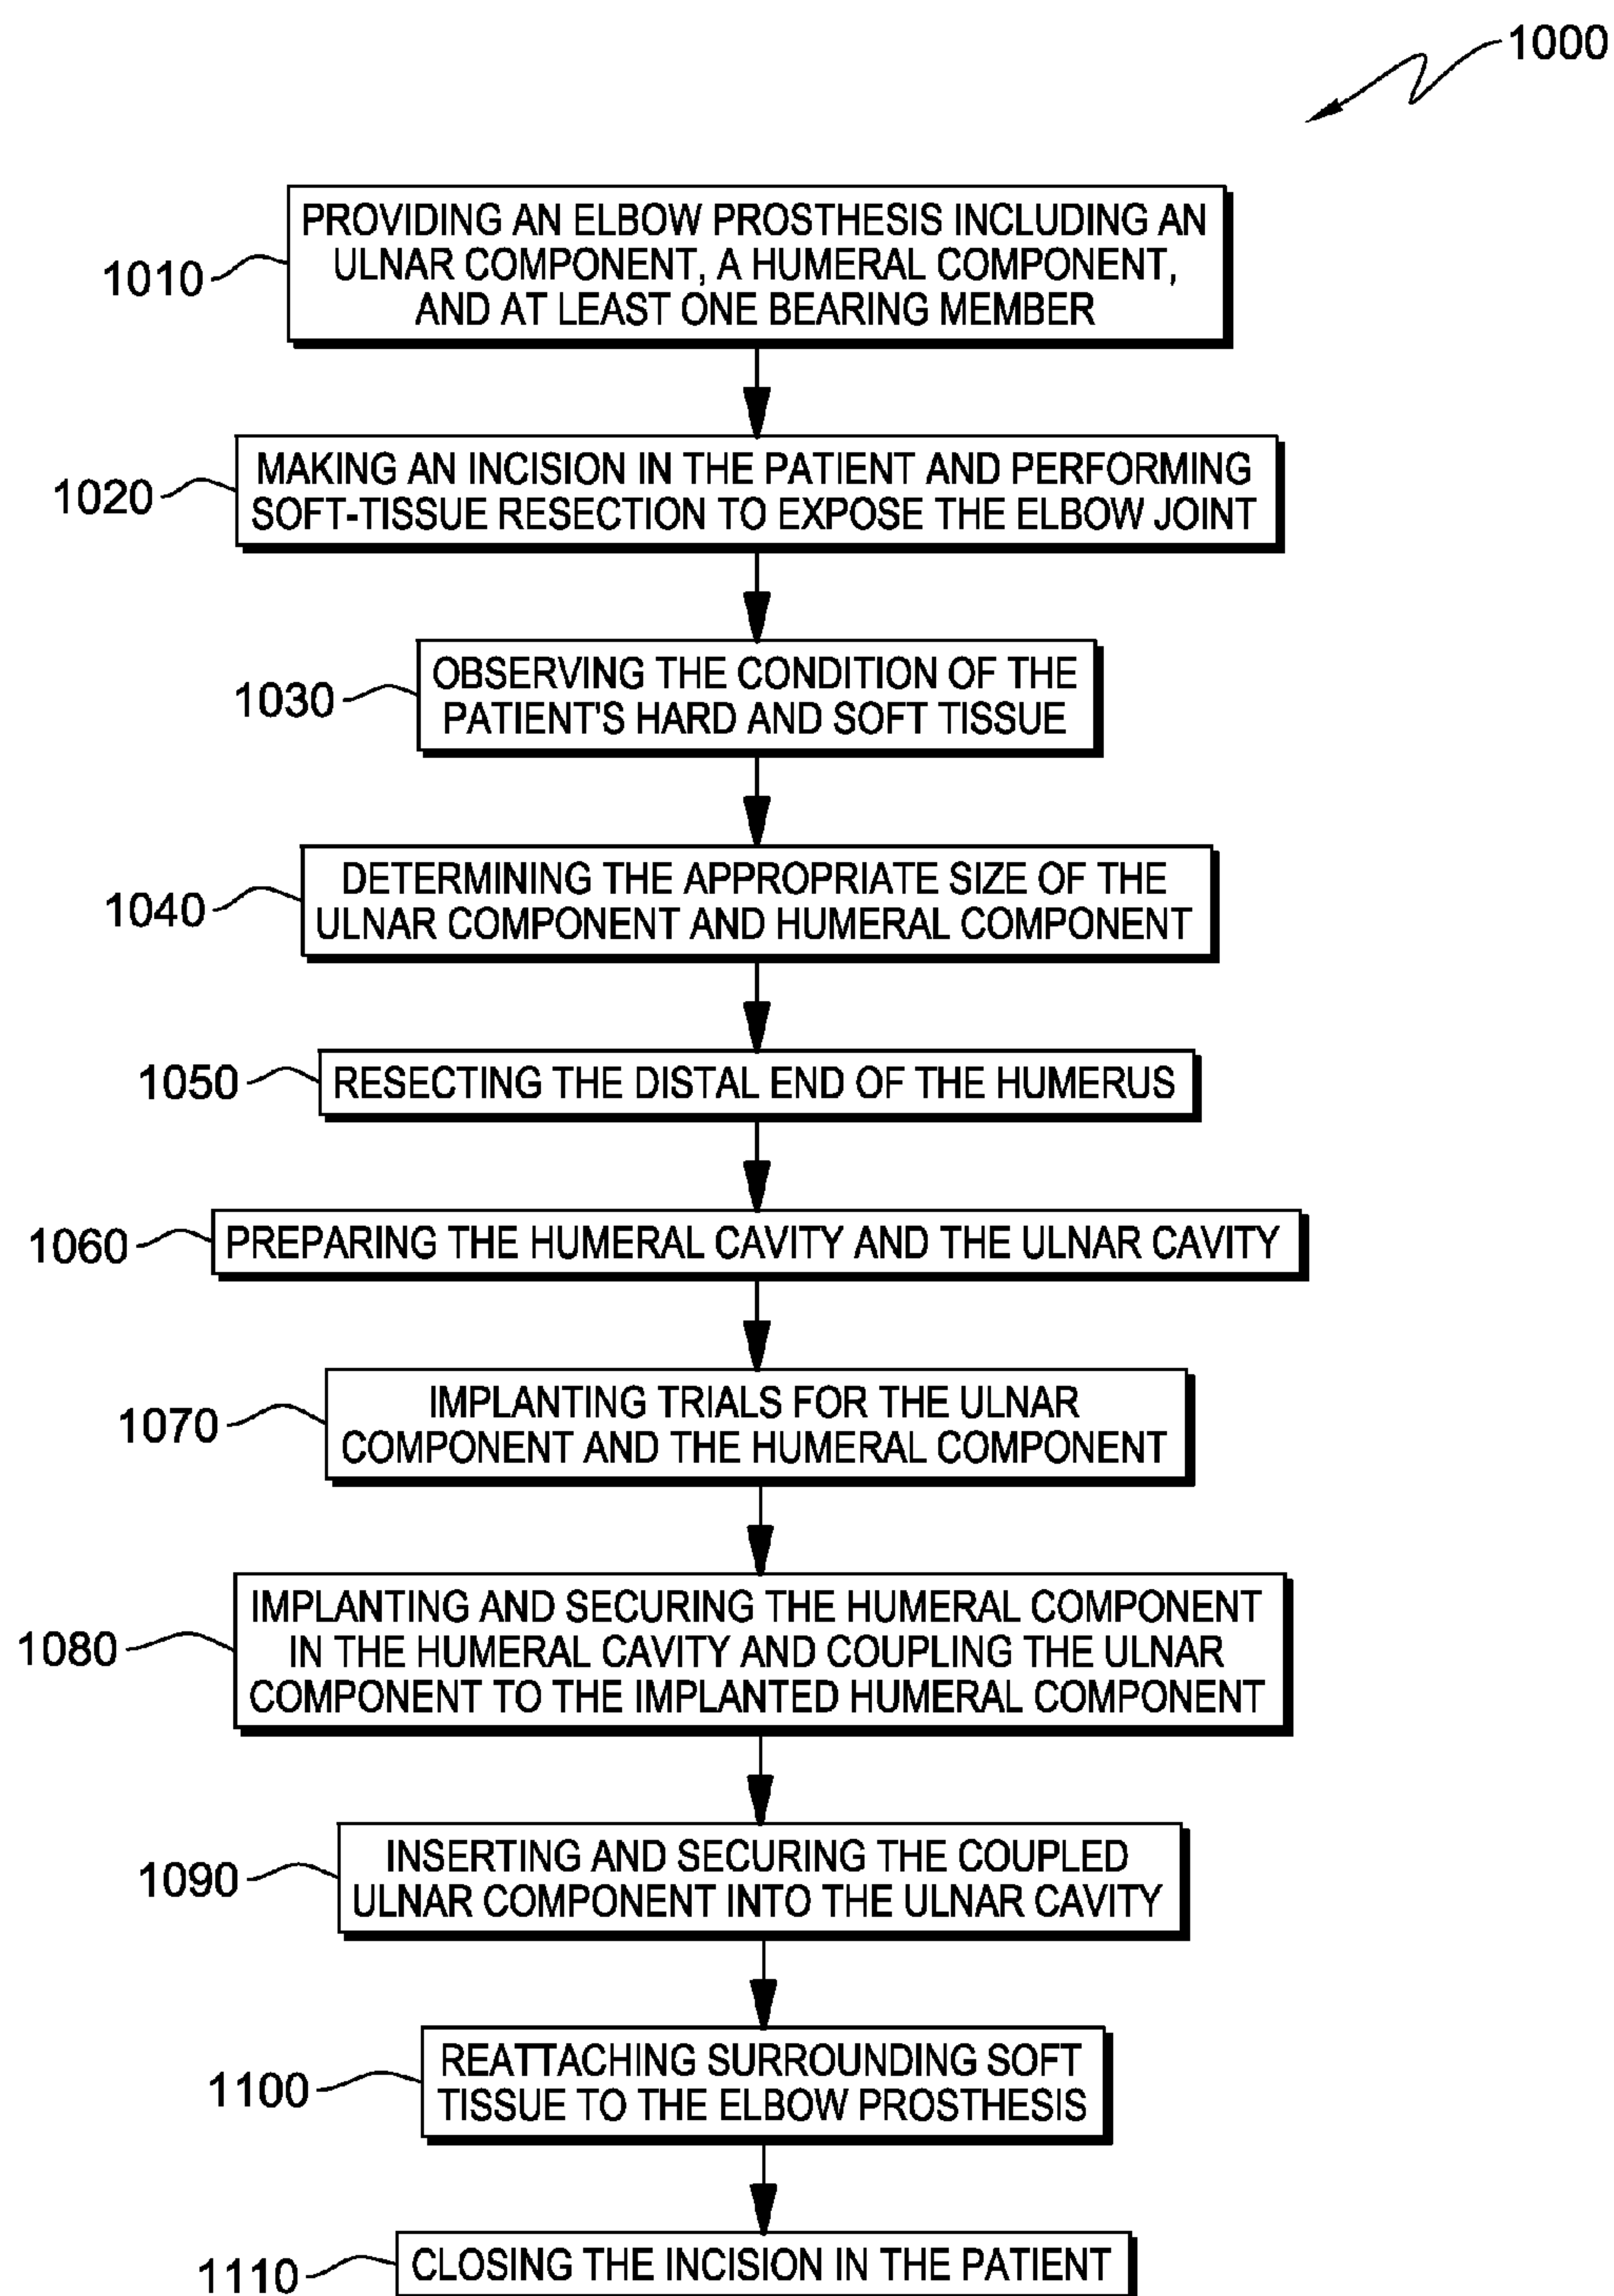 1000
1010
PROVIDING AN ELBOW PROSTHESIS INCLUDING AN
ULNAR COMPONENT, A HUMERAL COMPONENT,
AND AT LEAST ONE BEARING MEMBER
1020
MAKING AN INCISION IN THE PATIENT AND PERFORMING
SOFT-TISSUE RESECTION TO EXPOSE THE ELBOW JOINT
1030
OBSERVING THE CONDITION OF THE
PATIENT'S HARD AND SOFT TISSUE
1040
DETERMINING THE APPROPRIATE SIZE OF THE
ULNAR COMPONENT AND HUMERAL COMPONENT
1050
RESECTING THE DISTAL END OF THE HUMERUS
1060
PREPARING THE HUMERAL CAVITY AND THE ULNAR CAVITY
1070
IMPLANTING TRIALS FOR THE ULNAR
COMPONENT AND THE HUMERAL COMPONENT
1080
IMPLANTING AND SECURING THE HUMERAL COMPONENT
IN THE HUMERAL CAVITY AND COUPLING THE ULNAR
COMPONENT TO THE IMPLANTED HUMERAL COMPONENT
1090
INSERTING AND SECURING THE COUPLED
ULNAR COMPONENT INTO THE ULNAR CAVITY
1100
REATTACHING SURROUNDING SOFT
TISSUE TO THE ELBOW PROSTHESIS
1110
CLOSING THE INCISION IN THE PATIENT